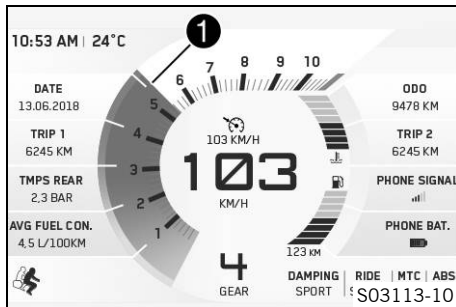 1
10:53 AM | 24°C
1 2 3 4 5 6 7 8 9 10
DATE
13.06.2018
TRIP 1
6245 KM
TMPS REAR
2,3 BAR
AVG FUEL CON.
4,5 L/100KM
103 KM/H
103
KM/H
4
GEAR
ODO
9478 KM
TRIP 2
6245 KM
PHONE SIGNAL
PHONE BAT.
123 KM
DAMPING | RIDE | MTC | ABS
SPORT
S03113-10